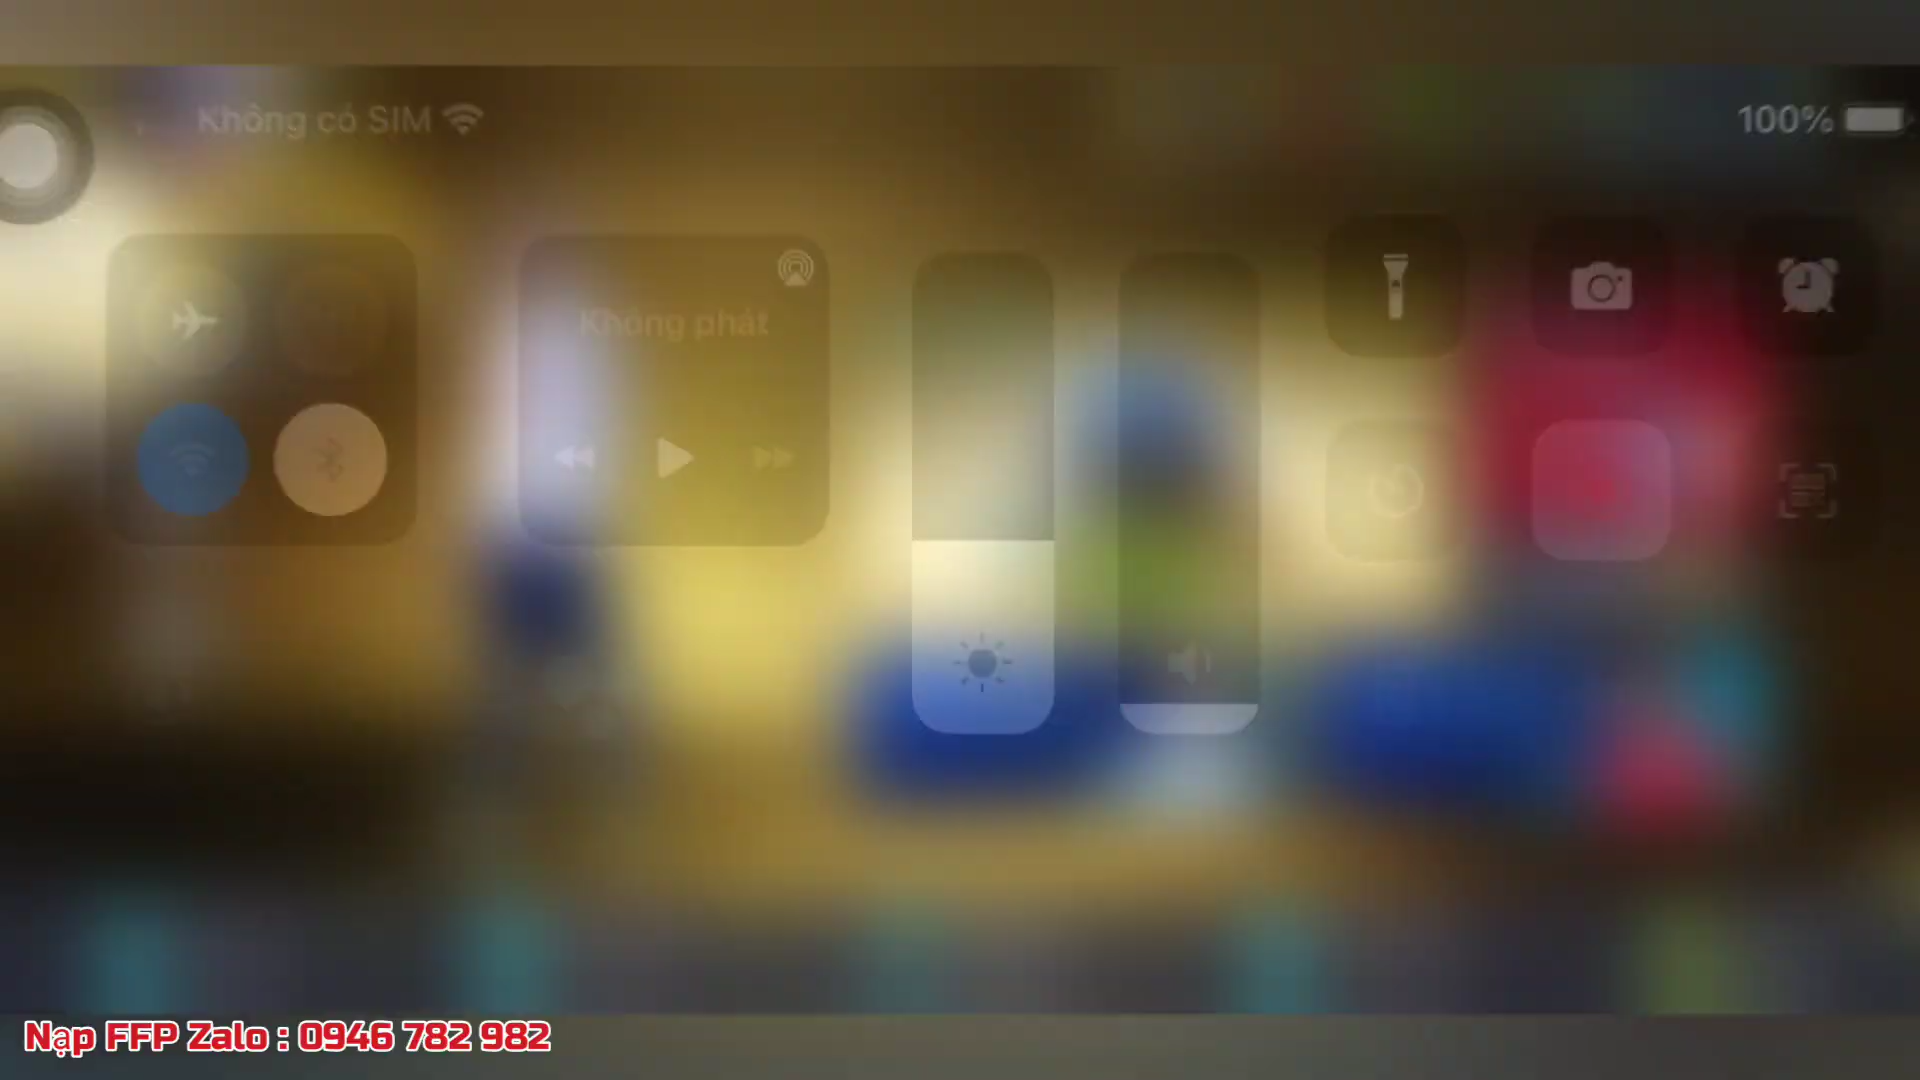 Không có SIM
100%
Không phát
Nạp FFP Zalo : 0946 782 982